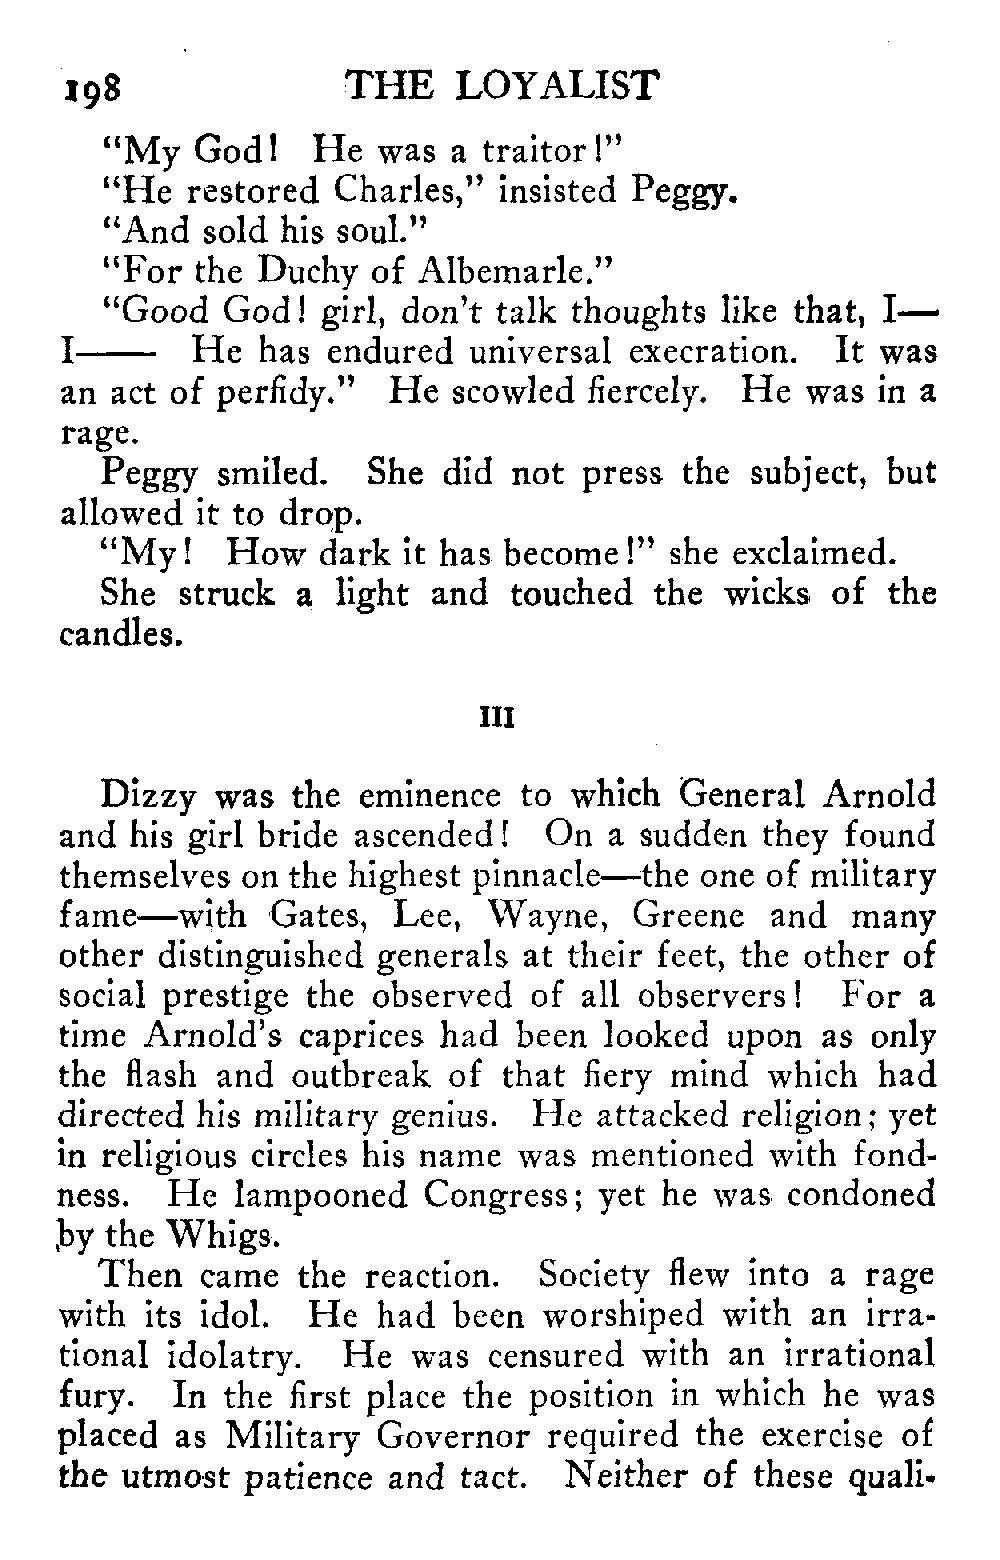 198 THE LOYALIST
“My God! He was a traitor!”
“He restored Charles,” insisted Peggy.
“And sold his soul.”
“For the Duchy of Albemarle.”
“Good God! girl, don't talk thoughts like that, I—
I—— He has endured universal execration. It was
an act of perfidy.” He scowled fiercely. He was in a
rage.
Peggy smiled. She did not press the subject, but
allowed it to drop.
“My! How dark it has become!” she exclaimed.
She struck a light and touched the wicks of the
candles.
III
Dizzy was the eminence to which General Arnold
and his girl bride ascended! On a sudden they found
themselves on the highest pinnacle—the one of military
fame—with Gates, Lee, Wayne, Greene and many
other distinguished generals at their feet, the other of
social prestige the observed of all observers! For a
time Arnold's caprices had been looked upon as only
the flash and outbreak of that fiery mind which had
directed his military genius. He attacked religion; yet
in religious circles his name was mentioned with fond-
ness. He lampooned Congress; yet he was condoned
by the Whigs.
Then came the reaction. Society flew into a rage
with its idol. He had been worshiped with an irra-
tional idolatry. He was censured with an irrational
fury. In the first place the position in which he was
placed as Military Governor required the exercise of
the utmost patience and tact. Neither of these quali-